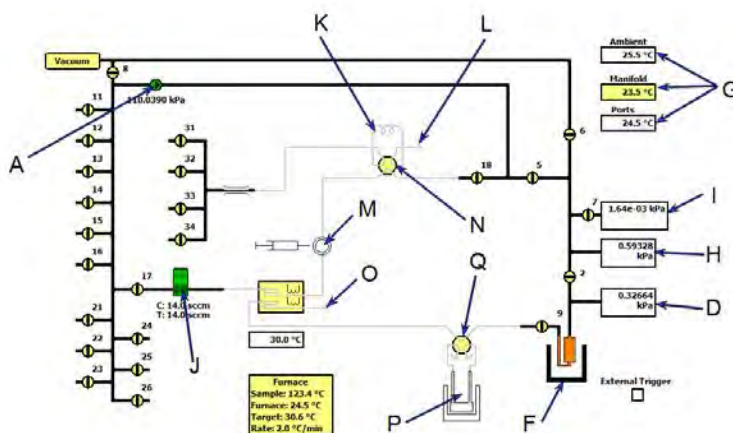 K
L
Vacuum
8
Ambient
25.5 °C
Manifold
23.5 °C
Ports
24.5 °C
G
A
110.0390 kPa
11
12
13
14
15
16
17
31
32
33
34
18
5
6
7
N
M
1.64e-03 kPa
I
0.59328
kPa
H
2
0.32664
kPa
D
C: 14.0 sccm
T: 14.0 sccm
J
O
Q
21
22
23
24
25
26
30.0 °C
9
Furnace
Sample: 123.4 °C
Furnace: 24.5 °C
Target: 30.6 °C
Rate: 2.0 °C/min
P
F
External Trigger